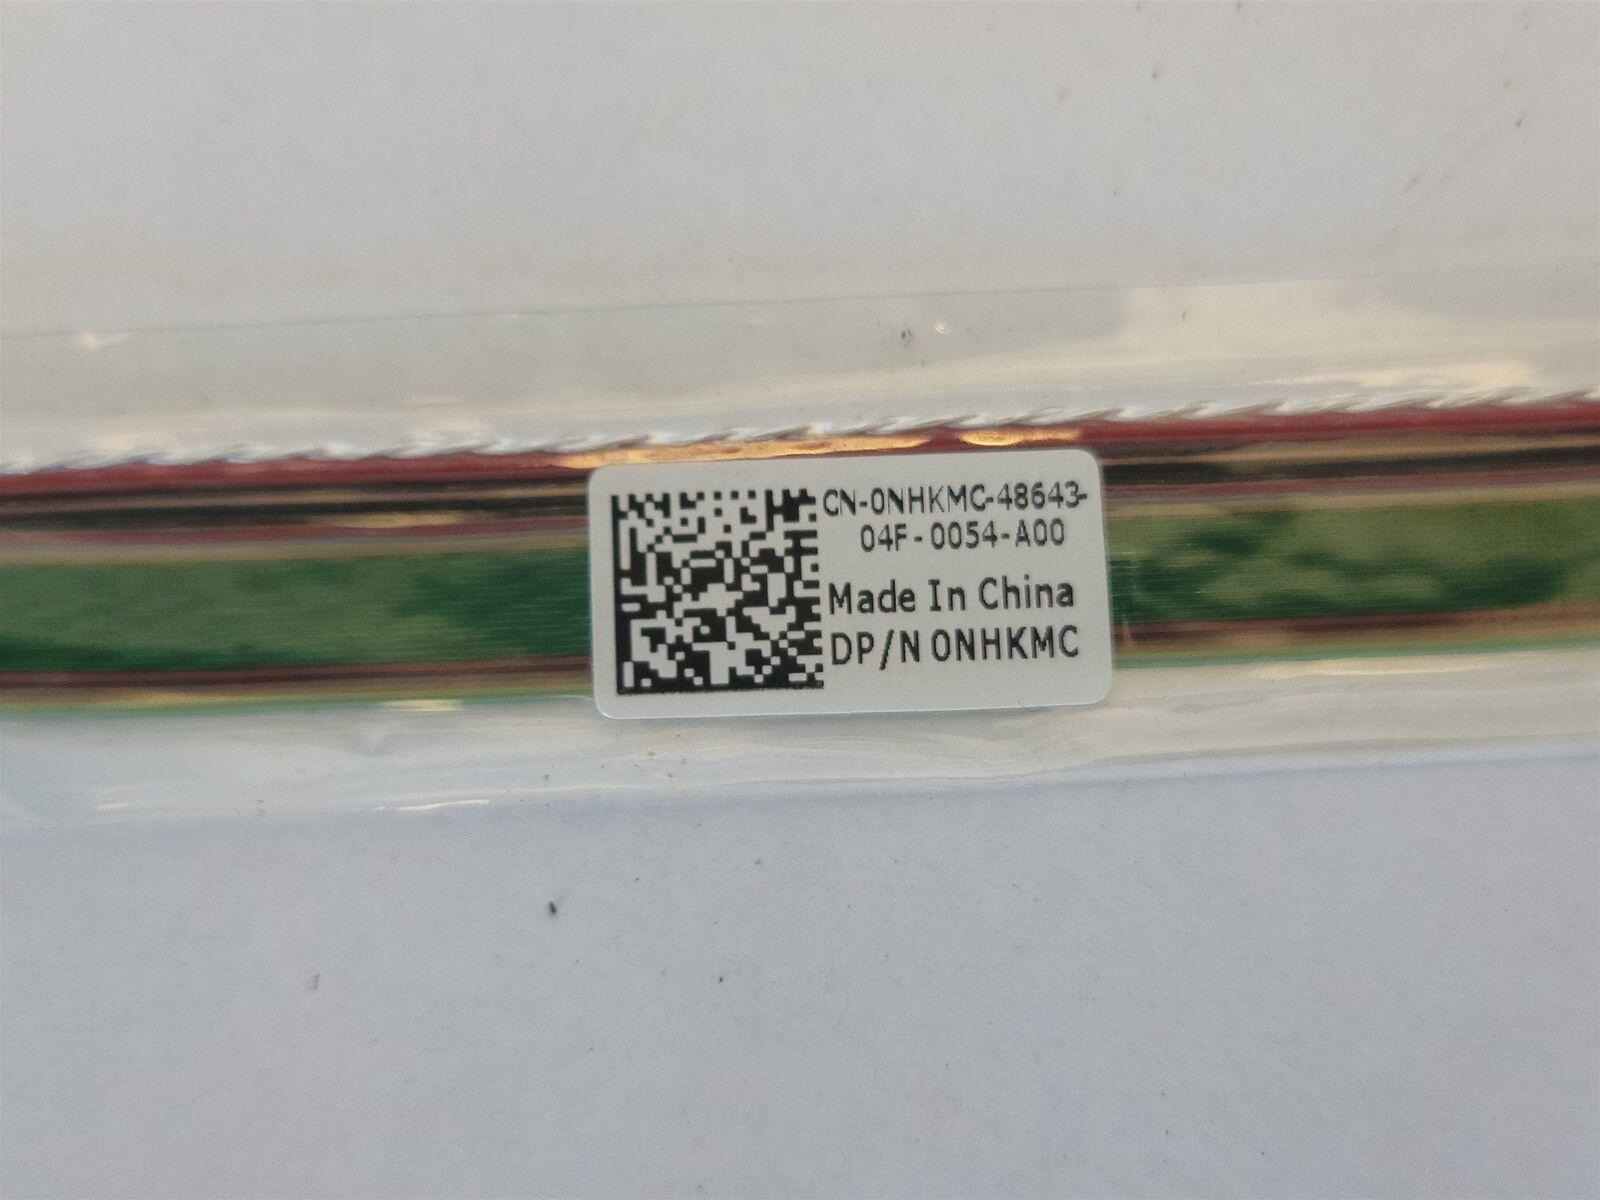 CN-0NHKMC-48643-
04F-0054-A00
Made In China
DP/N 0NHKMC